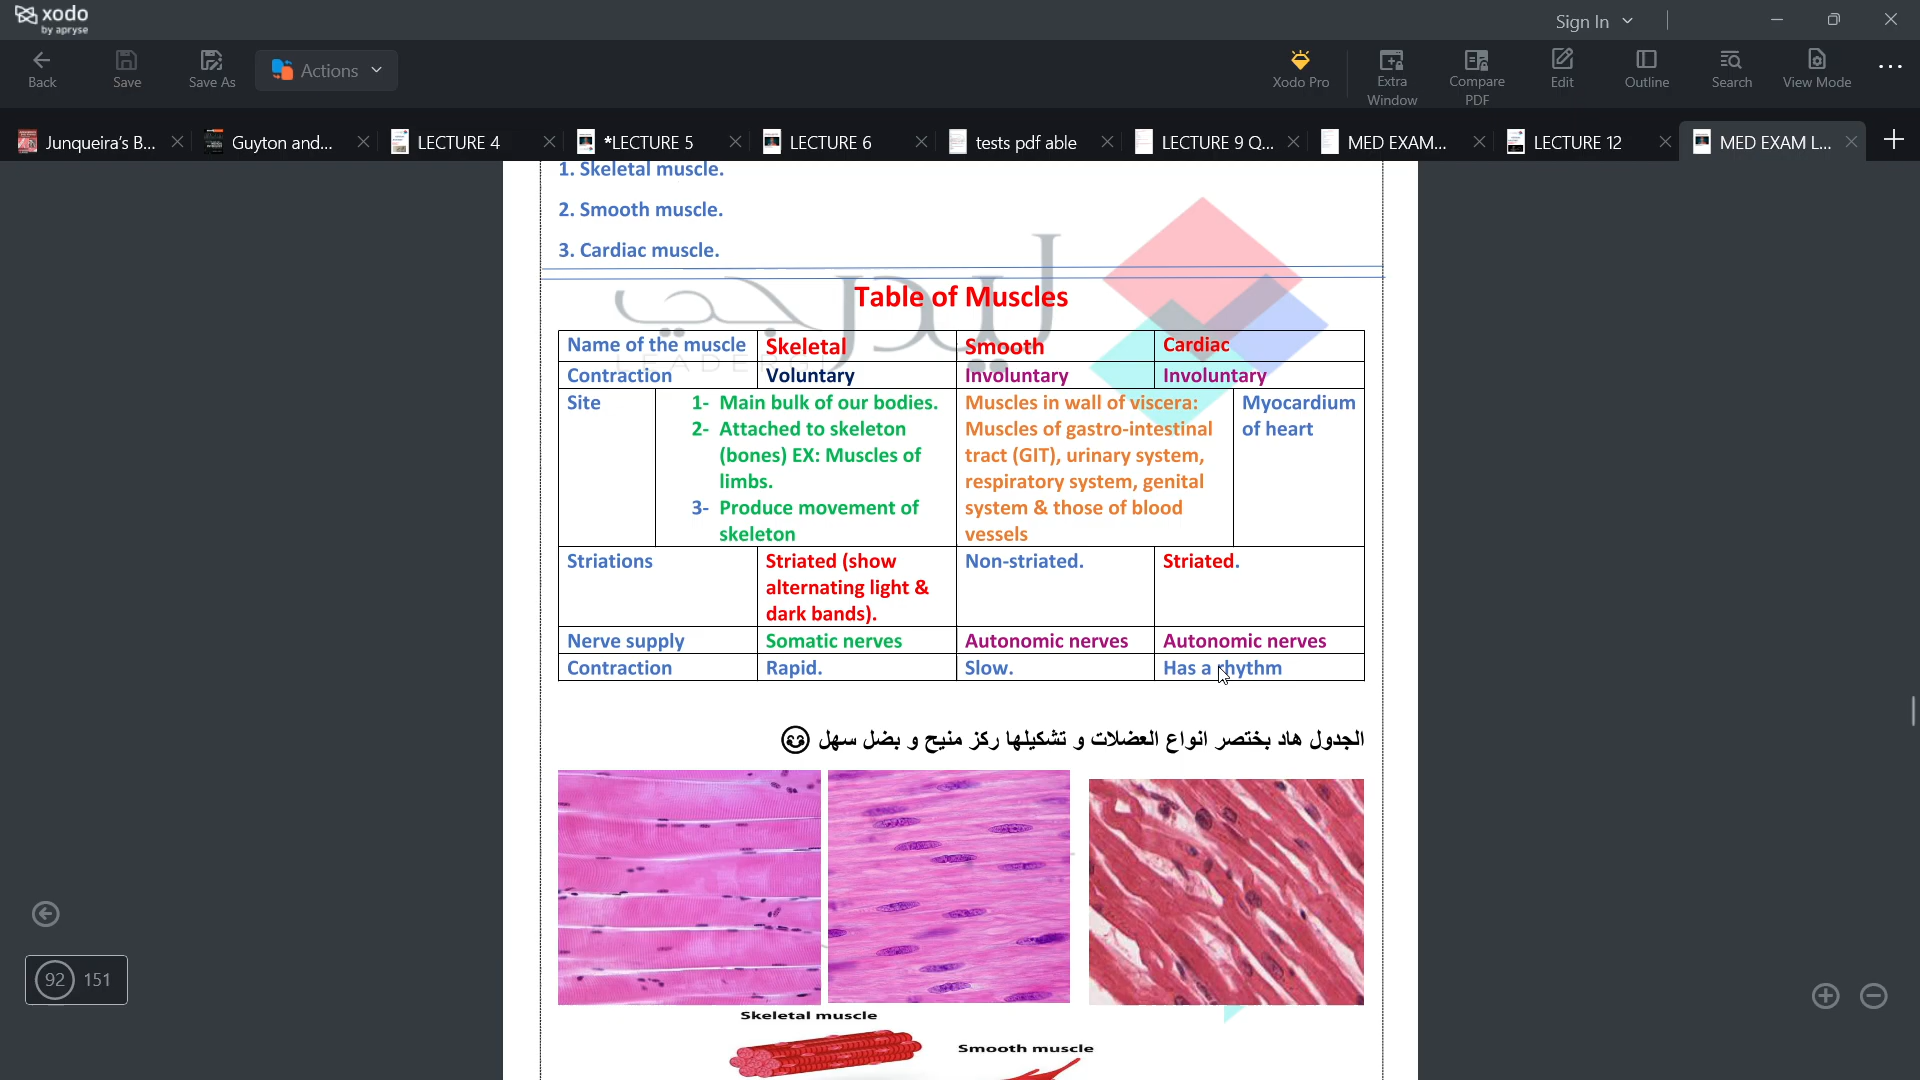 xodo
by apryse
Sign In
Back
Save
Save As
Actions
Xodo Pro
Extra Window
Compare PDF
Edit
Outline
Search
View Mode
Junqueira's B...
Guyton and...
LECTURE 4
*LECTURE 5
LECTURE 6
tests pdf able
LECTURE 9 Q...
MED EXAM...
LECTURE 12
MED EXAM L...
1. Skeletal muscle.
2. Smooth muscle.
3. Cardiac muscle.
ليدرجي
LEADERGI
Table of Muscles
Name of the muscle
Skeletal
Smooth
Cardiac
Contraction
Voluntary
Involuntary
Involuntary
Site
1- Main bulk of our bodies.
2- Attached to skeleton
(bones) EX: Muscles of
limbs.
3- Produce movement of
skeleton
Muscles in wall of viscera:
Muscles of gastro-intestinal
tract (GIT), urinary system,
respiratory system, genital
system & those of blood
vessels
Myocardium
of heart
Striations
Striated (show
alternating light &
dark bands).
Non-striated.
Striated.
Nerve supply
Somatic nerves
Autonomic nerves
Autonomic nerves
Contraction
Rapid.
Slow.
Has a rhythm
الجدول هاد بختصر انواع العضلات و تشكيلها ركز منيح و بضل سهل
Skeletal muscle
Smooth muscle
92
151